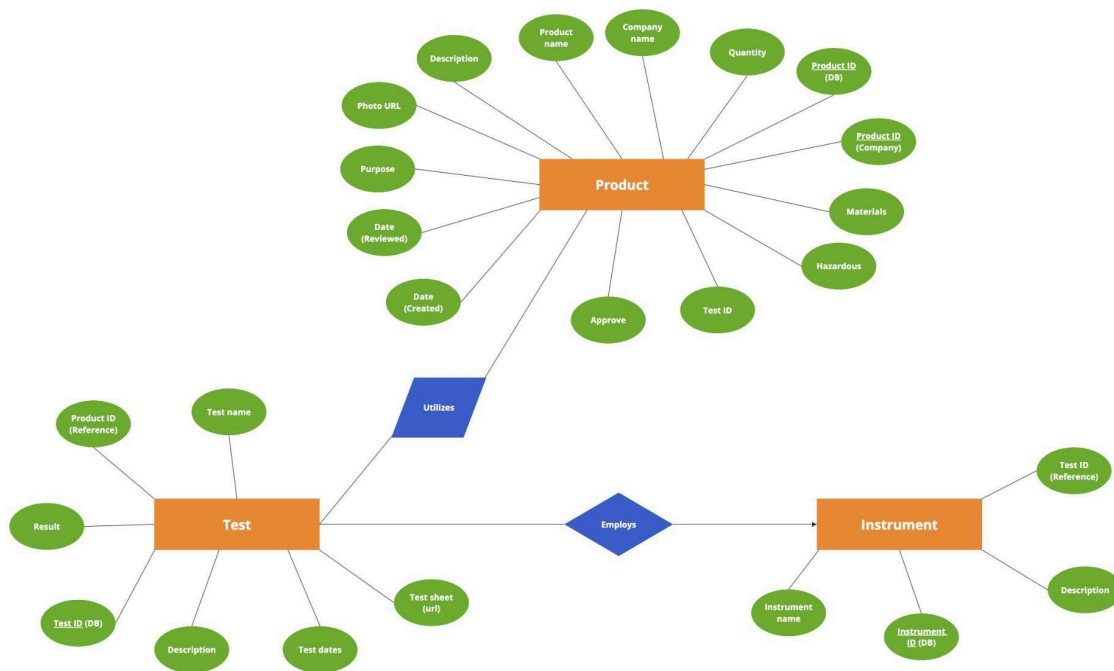 Product
name
Company
name
Description
Quantity
Product ID
(DB)
Photo URL
Product ID
(Company)
Purpose
Product
Materials
Date
(Reviewed)
Hazardous
Date
(Created)
Approve
Test ID
Utilizes
Product ID
(Reference)
Test name
Test ID
(Reference)
Result
Test
Employs
Instrument
Test ID (DB)
Description
Test dates
Test sheet
(url)
Instrument
name
Instrument
ID (DB)
Description